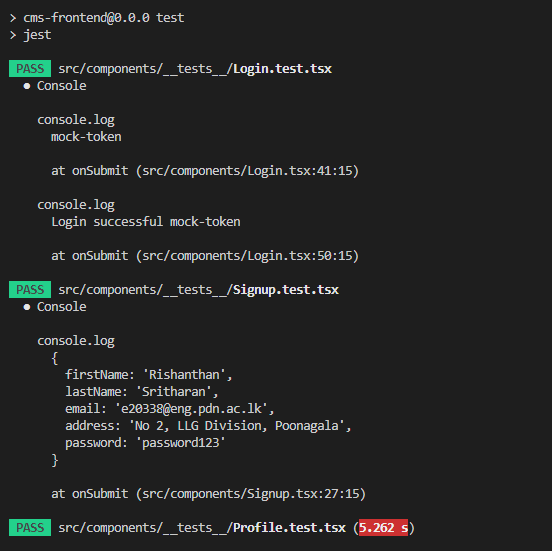 > cms-frontend@0.0.0 test
> jest
PASS src/components/__tests__/Login.test.tsx
● Console
console.log
mock-token
at onSubmit (src/components/Login.tsx:41:15)
console.log
Login successful mock-token
at onSubmit (src/components/Login.tsx:50:15)
PASS src/components/__tests__/Signup.test.tsx
● Console
console.log
{
firstName: 'Rishanthan',
lastName: 'Sritharan',
email: 'e20338@eng.pdn.ac.lk',
address: 'No 2, LLG Division, Poonagala',
password: 'password123'
}
at onSubmit (src/components/Signup.tsx:27:15)
PASS src/components/__tests__/Profile.test.tsx (5.262 s)